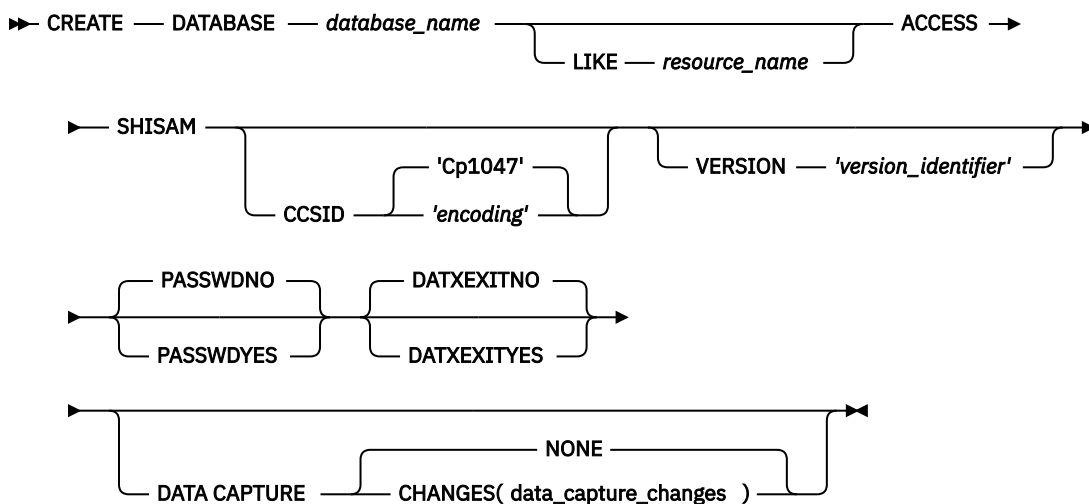 CREATE DATABASE database_name ACCESS
LIKE resource_name
SHISAM
'Cp1047'
VERSION 'version_identifier'
CCSID 'encoding'
PASSWDNO DATXEXITNO
PASSWDYES DATXEXITYES
NONE
DATA CAPTURE CHANGES( data_capture_changes )